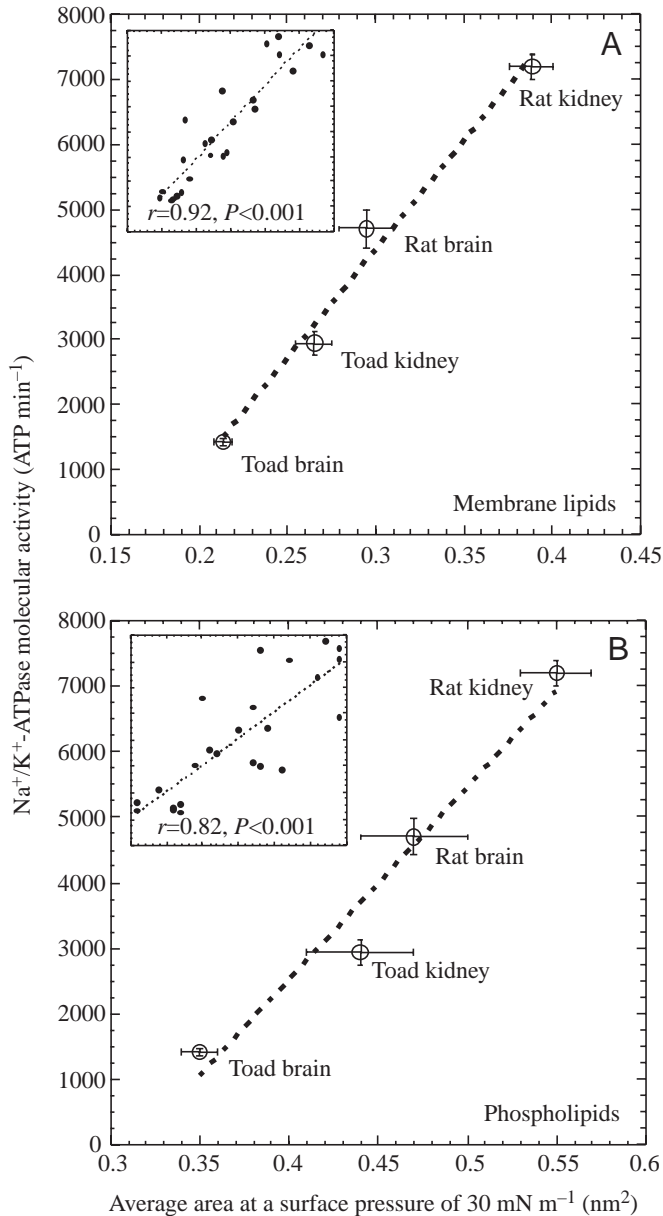 8000
7000
6000
5000
4000
3000
2000
1000
0
A
r=0.92, P<0.001
Rat kidney
Rat brain
Toad kidney
Toad brain
Membrane lipids
0.15 0.2 0.25 0.3 0.35 0.4 0.45
Na⁺/K⁺-ATPase molecular activity (ATP min⁻¹)
8000
7000
6000
5000
4000
3000
2000
1000
0
B
r=0.82, P<0.001
Rat kidney
Rat brain
Toad kidney
Toad brain
Phospholipids
0.3 0.35 0.4 0.45 0.5 0.55 0.6
Average area at a surface pressure of 30 mN m⁻¹ (nm²)